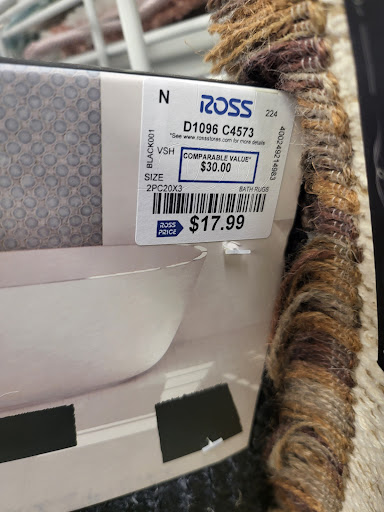 N ROSS 224
D1096 C4573
*See www.rossstores.com for more details
BLACK001
VSH
COMPARABLE VALUE*
$30.00
400249214983
SIZE
2PC20X3 BATH RUGS
ROSS PRICE $17.99